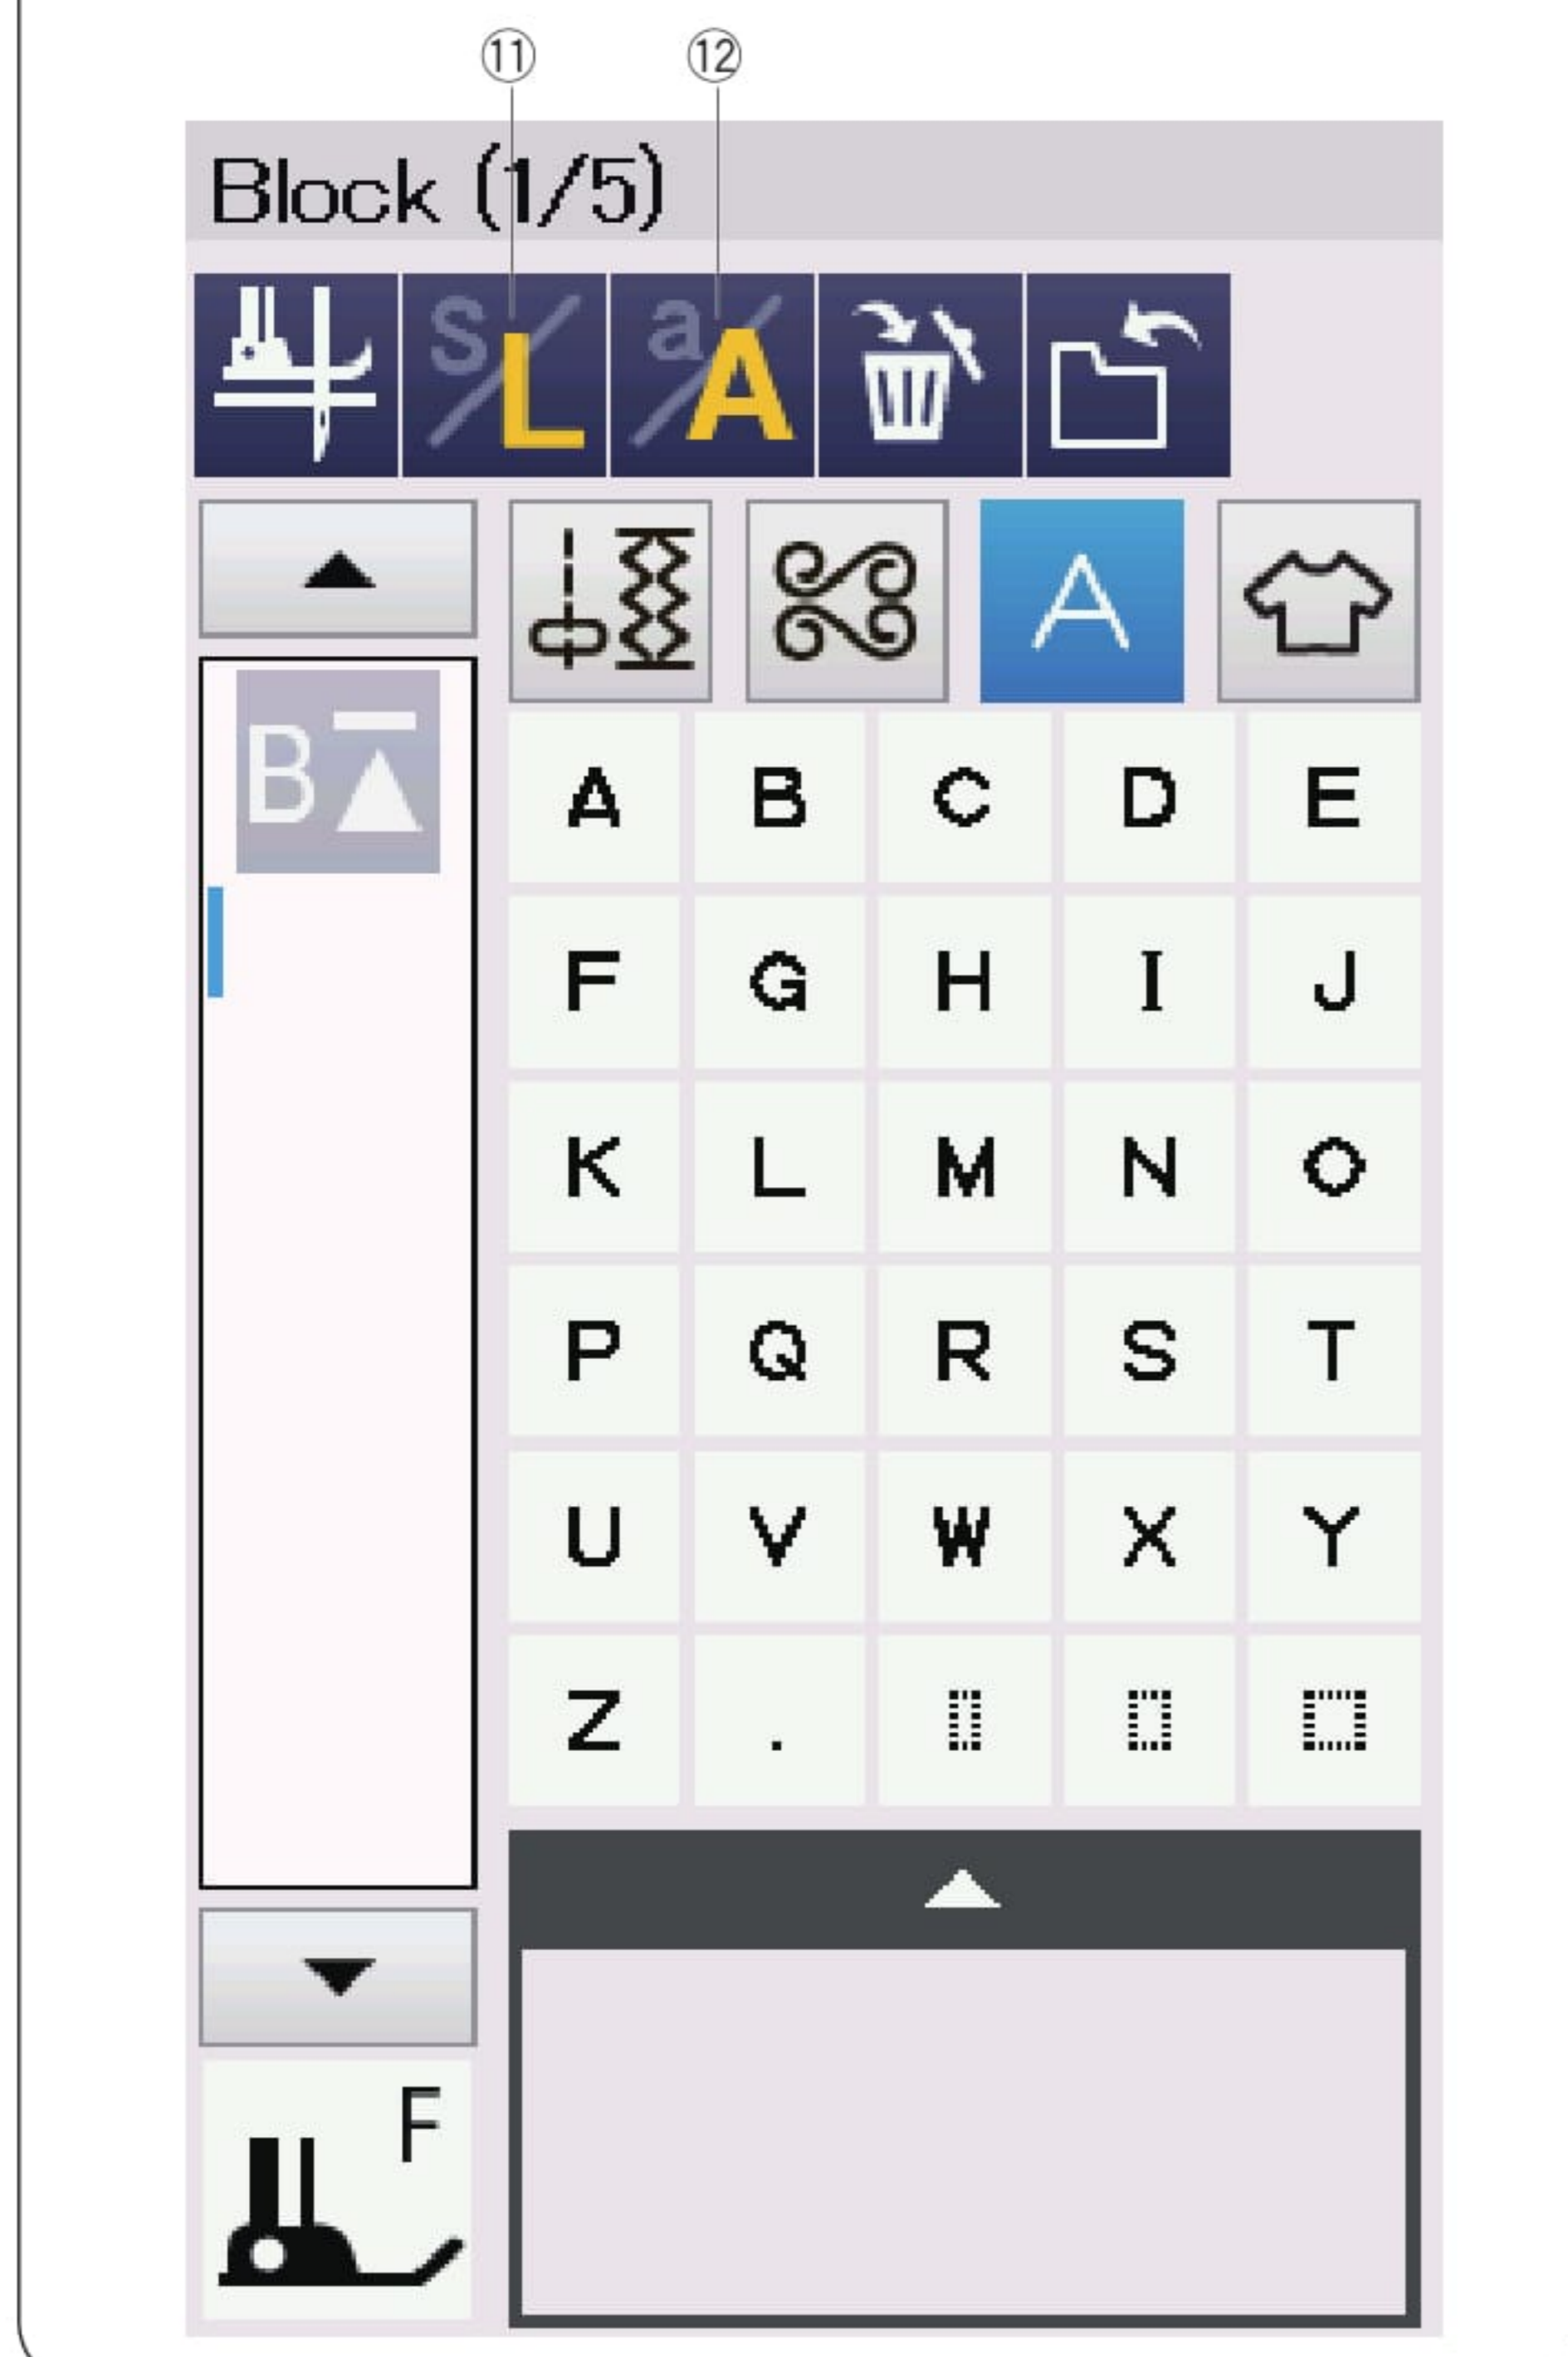 ⑪ ⑫
Block (1/5)
s/L a/A
A
B
A B C D E
F G H I J
K L M N O
P Q R S T
U V W X Y
Z .
F